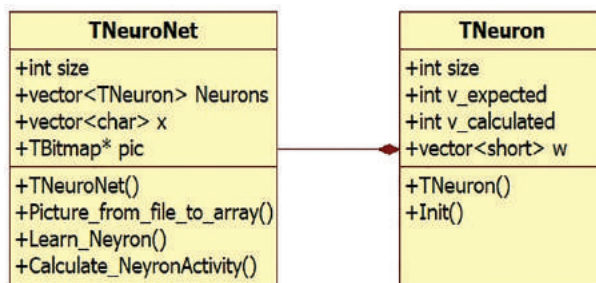 TNeuroNet
+int size
+vector<TNeuron> Neurons
+vector<char> x
+TBitmap* pic
+TNeuroNet()
+Picture_from_file_to_array()
+Learn_Neyron()
+Calculate_NeyronActivity()
TNeuron
+int size
+int v_expected
+int v_calculated
+vector<short> w
+TNeuron()
+Init()